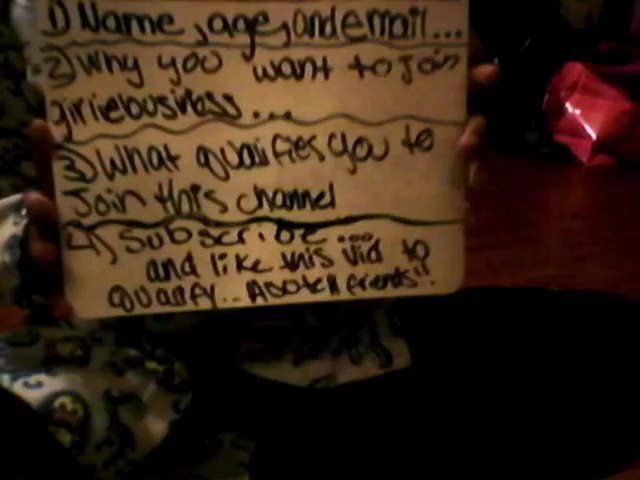 1) Name, age, and email...
2) Why you want to join
girliebusiness...
3) What qualifies you to
Join this channel
4) Subscribe...
and like this vid to
Qualify... Also tell friends!!